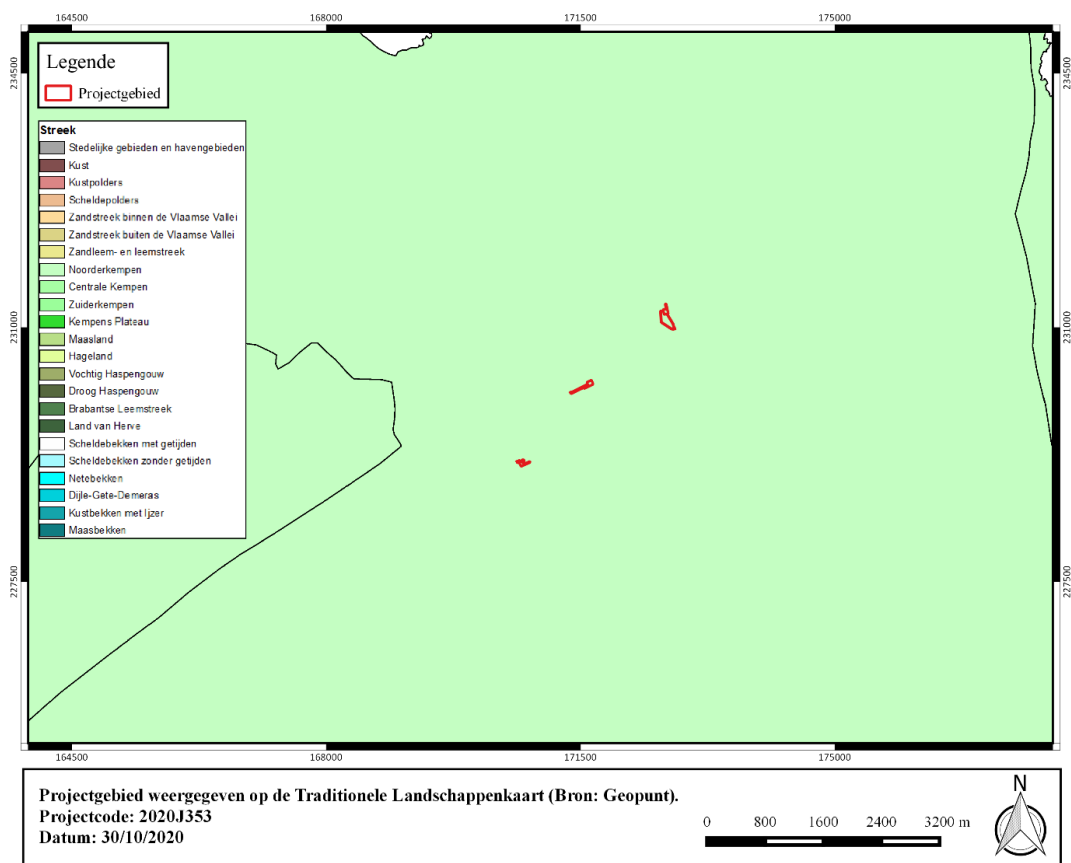 164500 168000 171500 175000
234500 234500
231000 231000
227500 227500
Legende
Projectgebied
Streek
Stedelijke gebieden en havengebieden
Kust
Kustpolders
Scheldepolders
Zandstreek binnen de Vlaamse Vallei
Zandstreek buiten de Vlaamse Vallei
Zandleem- en leemstreek
Noorderkempen
Centrale Kempen
Zuiderkempen
Kempens Plateau
Maasland
Hageland
Vochtig Haspengouw
Droog Haspengouw
Brabantse Leemstreek
Land van Herve
Scheldebekken met getijden
Scheldebekken zonder getijden
Netebekken
Dijle-Gete-Demeras
Kustbekken met Ijzer
Maasbekken
164500 168000 171500 175000
Projectgebied weergegeven op de Traditionele Landschappenkaart (Bron: Geopunt).
Projectcode: 2020J353
Datum: 30/10/2020
0 800 1600 2400 3200 m
N